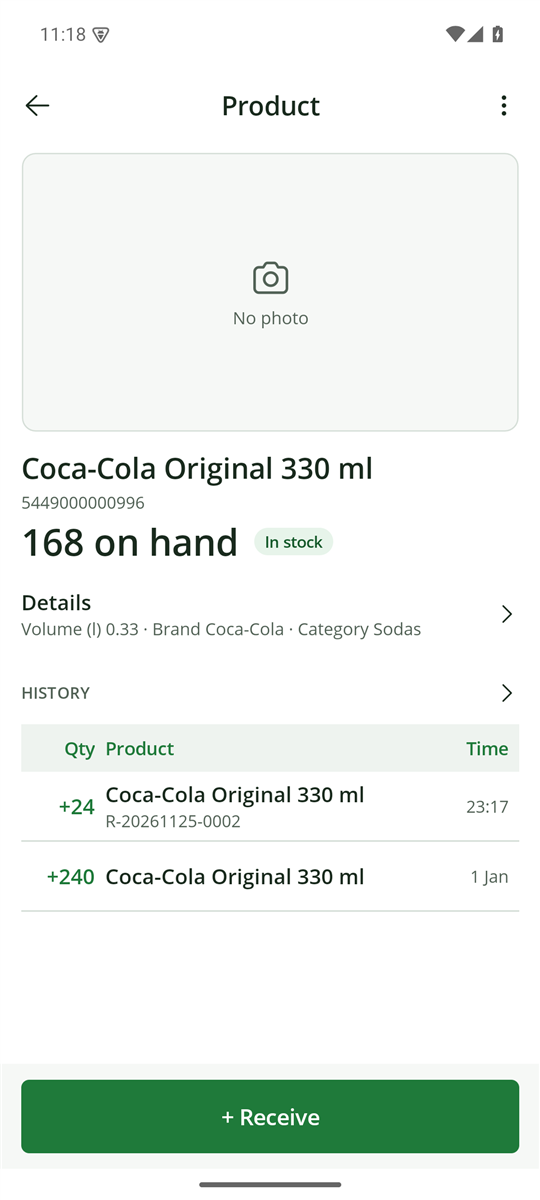 11:18
Product
No photo
Coca-Cola Original 330 ml
5449000000996
168 on hand In stock
Details
Volume (l) 0.33 · Brand Coca-Cola · Category Sodas
HISTORY
Qty Product Time
+24 Coca-Cola Original 330 ml 23:17
R-20261125-0002
+240 Coca-Cola Original 330 ml 1 Jan
+ Receive